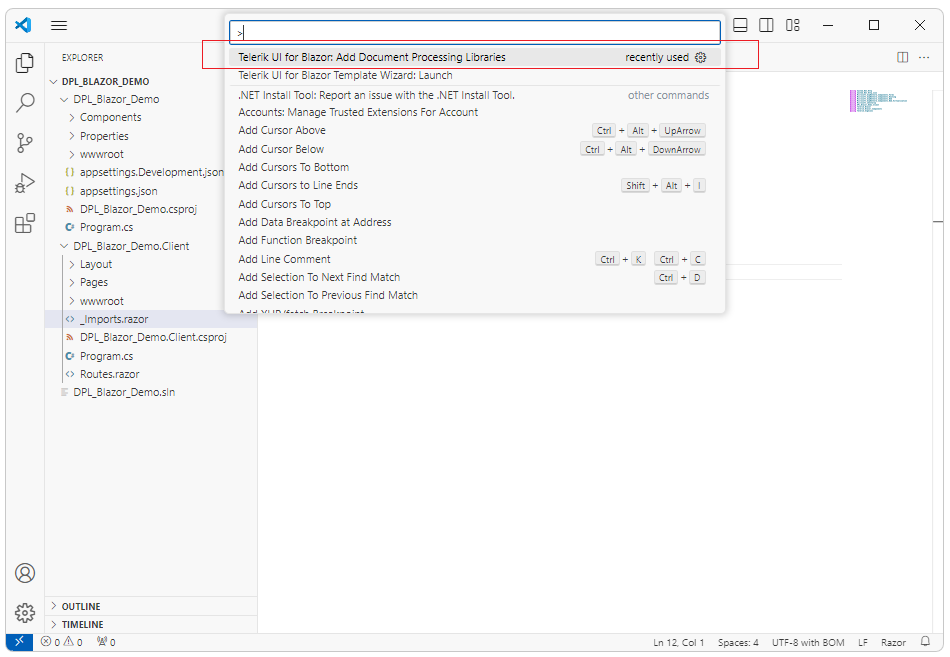 >
Telerik UI for Blazor: Add Document Processing Libraries recently used
Telerik UI for Blazor Template Wizard: Launch
.NET Install Tool: Report an issue with the .NET Install Tool. other commands
Accounts: Manage Trusted Extensions For Account
Add Cursor Above Ctrl + Alt + UpArrow
Add Cursor Below Ctrl + Alt + DownArrow
Add Cursors To Bottom
Add Cursors to Line Ends Shift + Alt + I
Add Cursors To Top
Add Data Breakpoint at Address
Add Function Breakpoint
Add Line Comment Ctrl + K Ctrl + C
Add Selection To Next Find Match Ctrl + D
Add Selection To Previous Find Match
Add XHR/fetch Breakpoint
EXPLORER
DPL_BLAZOR_DEMO
DPL_Blazor_Demo
Components
Properties
wwwroot
{} appsettings.Development.json
{} appsettings.json
DPL_Blazor_Demo.csproj
C# Program.cs
DPL_Blazor_Demo.Client
Layout
Pages
wwwroot
<> _Imports.razor
DPL_Blazor_Demo.Client.csproj
C# Program.cs
<> Routes.razor
DPL_Blazor_Demo.sln
OUTLINE
TIMELINE
0 0 0 Ln 12, Col 1 Spaces: 4 UTF-8 with BOM LF Razor